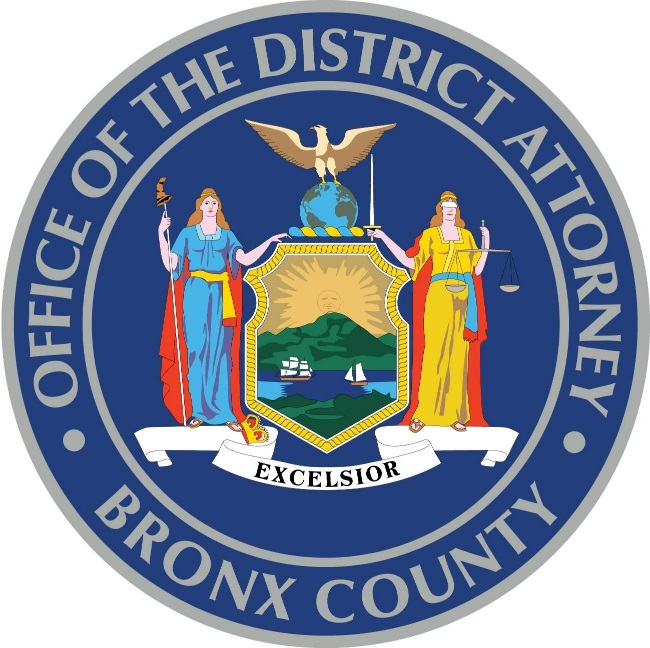 OFFICE OF THE DISTRICT ATTORNEY
EXCELSIOR
BRONX COUNTY